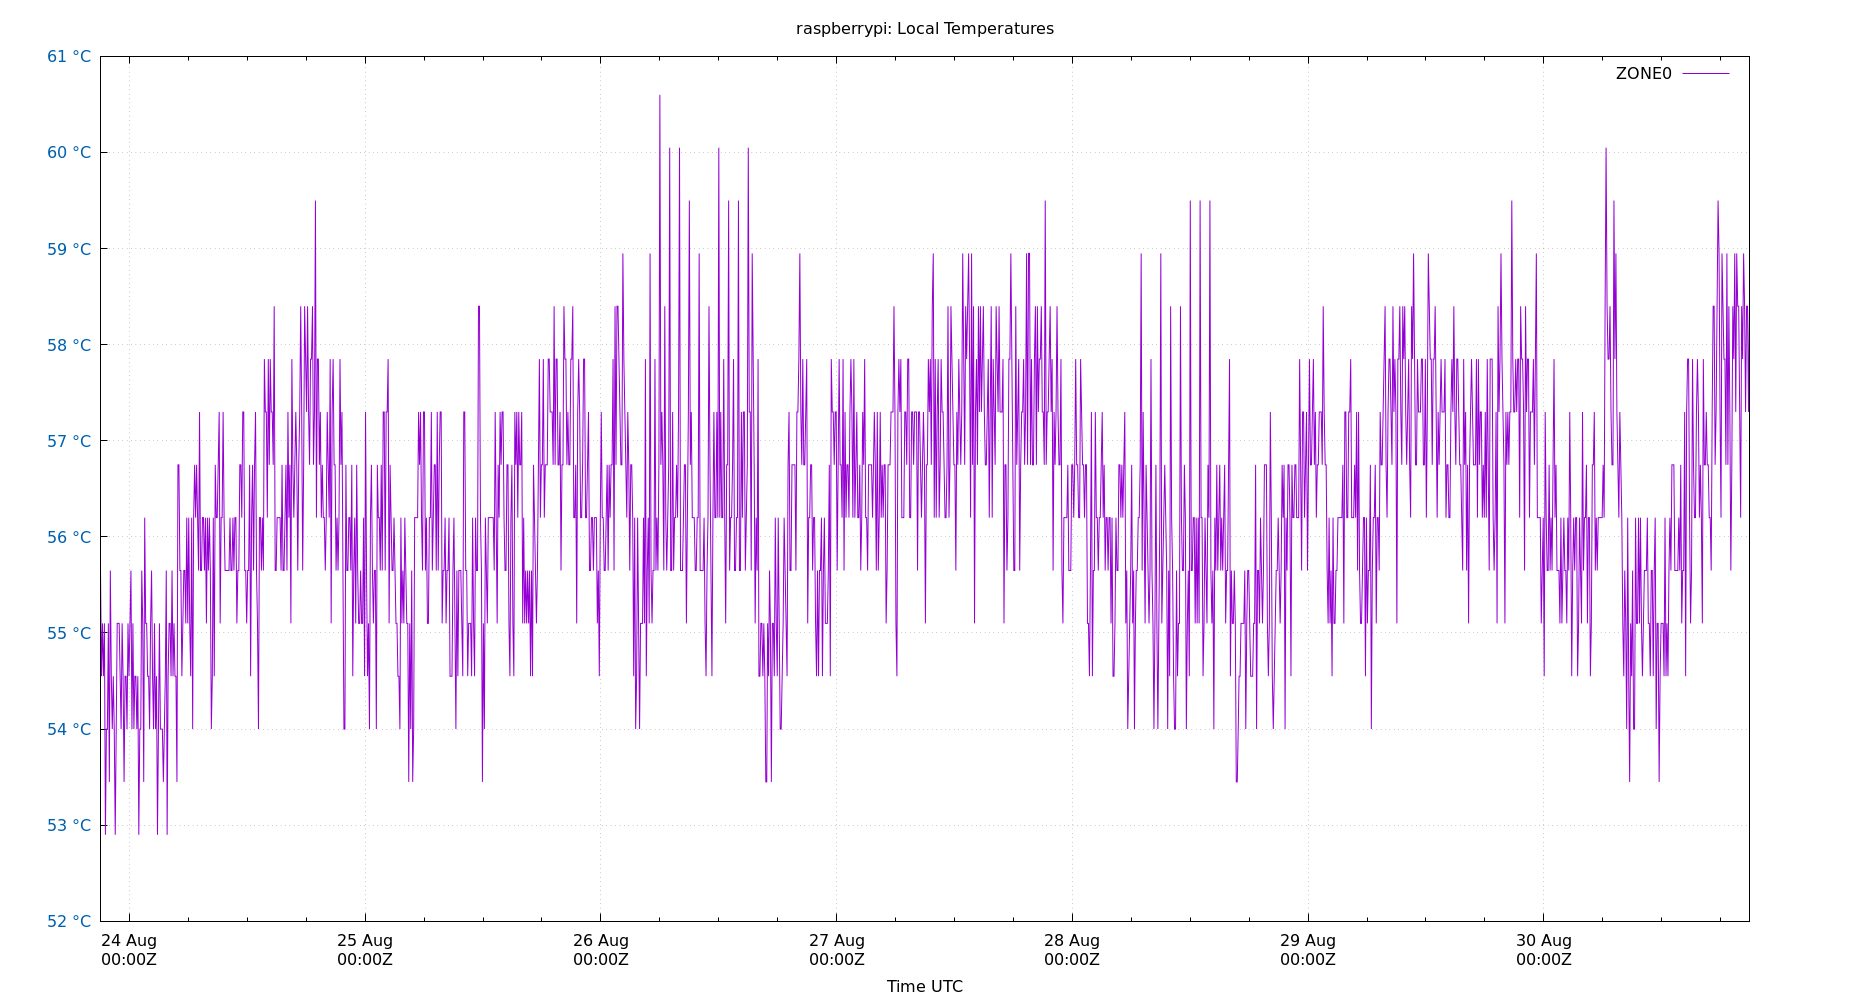 raspberrypi: Local Temperatures
61 °C
ZONE0
60 °C
59 °C
58 °C
57 °C
56 °C
55 °C
54 °C
53 °C
52 °C
24 Aug 25 Aug 26 Aug 27 Aug 28 Aug 29 Aug 30 Aug
00:00Z 00:00Z 00:00Z 00:00Z 00:00Z 00:00Z 00:00Z
Time UTC